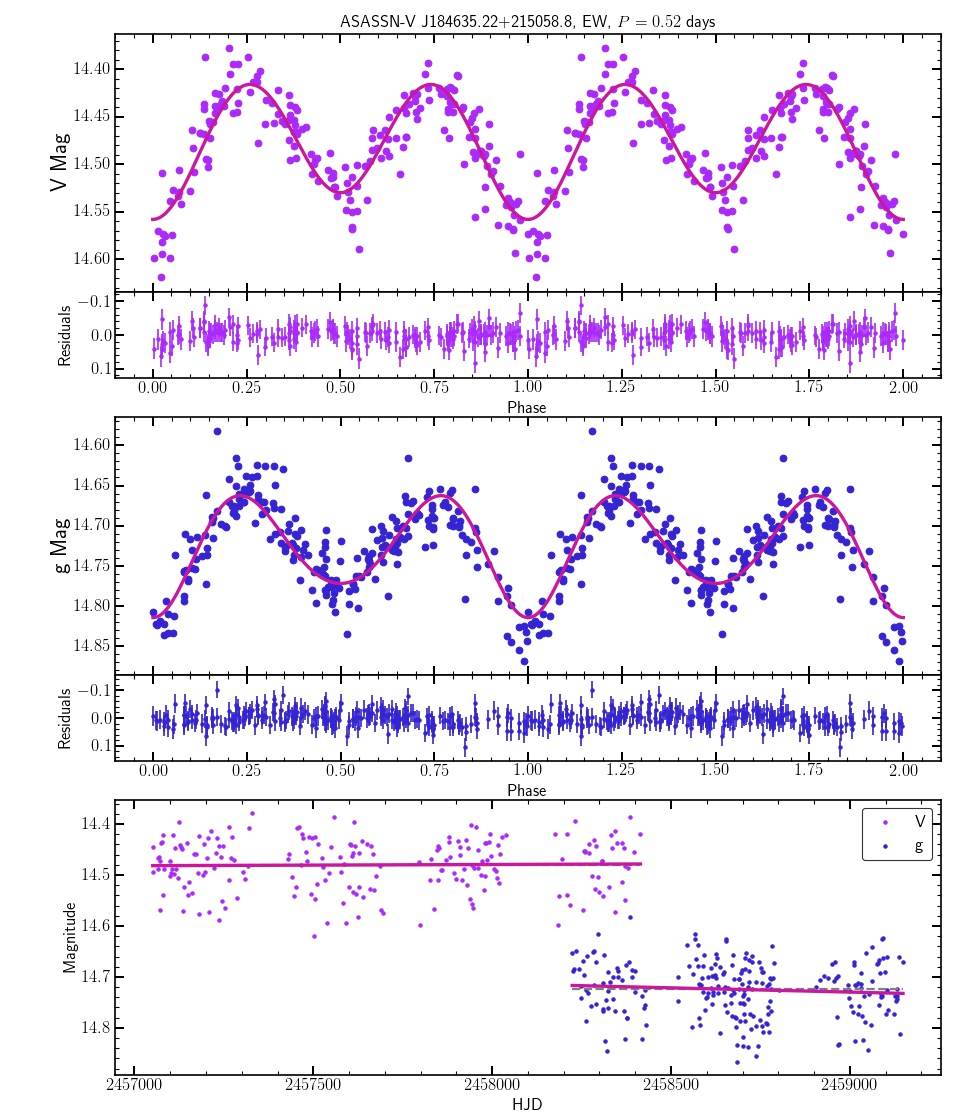 ASASSN-V J184635.22+215058.8, EW, P = 0.52 days
14.40
14.45
14.50
14.55
14.60
V Mag
−0.1
0.0
0.1
Residuals
0.00 0.25 0.50 0.75 1.00 1.25 1.50 1.75 2.00
Phase
14.60
14.65
14.70
14.75
14.80
14.85
g Mag
−0.1
0.0
0.1
Residuals
0.00 0.25 0.50 0.75 1.00 1.25 1.50 1.75 2.00
Phase
V
g
14.4
14.5
14.6
14.7
14.8
Magnitude
2457000 2457500 2458000 2458500 2459000
HJD